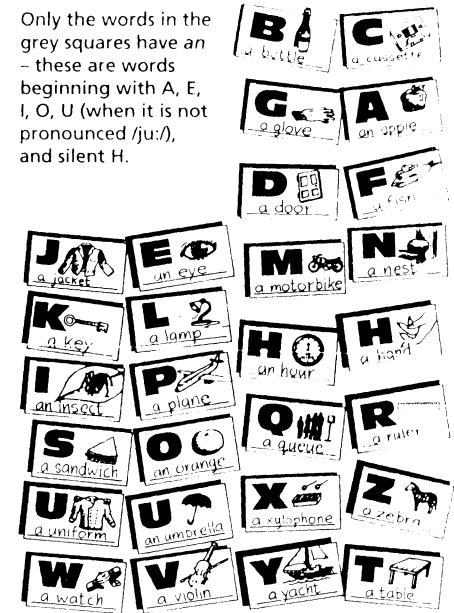 Only the words in the
grey squares have an
– these are words
beginning with A, E,
I, O, U (when it is not
pronounced /ju:/),
and silent H.
B
a bottle
C
a cassette
G
a glove
A
an apple
D
a door
F
J
a jacket
E
an eye
M
a motorbike
N
a nest
K
a key
L
a lamp
H
an hour
H
a hand
I
an insect
P
a plane
Q
a queue
R
a ruler
S
a sandwich
O
an orange
X
a xylophone
Z
a zebra
U
a uniform
U
an umbrella
W
a watch
V
a violin
Y
a yacht
T
a table